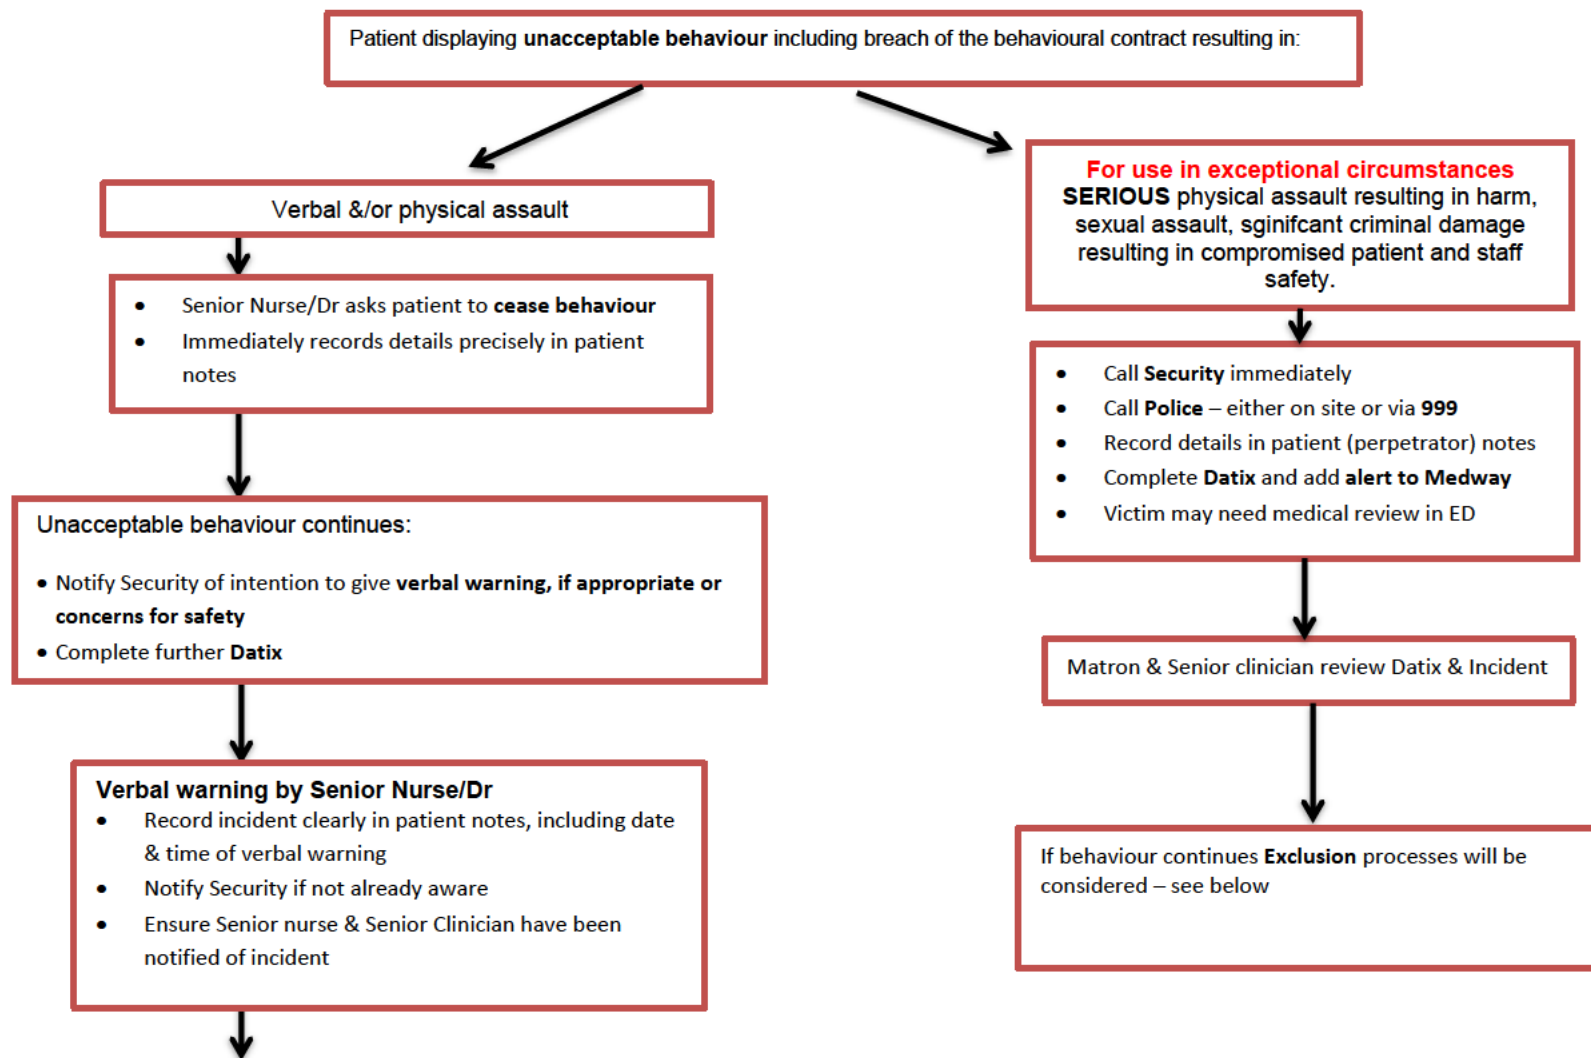 Patient displaying unacceptable behaviour including breach of the behavioural contract resulting in:
Verbal &/or physical assault
• Senior Nurse/Dr asks patient to cease behaviour
• Immediately records details precisely in patient
notes
Unacceptable behaviour continues:
• Notify Security of intention to give verbal warning, if appropriate or
concerns for safety
• Complete further Datix
Verbal warning by Senior Nurse/Dr
• Record incident clearly in patient notes, including date
& time of verbal warning
• Notify Security if not already aware
• Ensure Senior nurse & Senior Clinician have been
notified of incident
For use in exceptional circumstances
SERIOUS physical assault resulting in harm,
sexual assault, sginifcant criminal damage
resulting in compromised patient and staff
safety.
• Call Security immediately
• Call Police – either on site or via 999
• Record details in patient (perpetrator) notes
• Complete Datix and add alert to Medway
• Victim may need medical review in ED
Matron & Senior clinician review Datix & Incident
If behaviour continues Exclusion processes will be
considered – see below